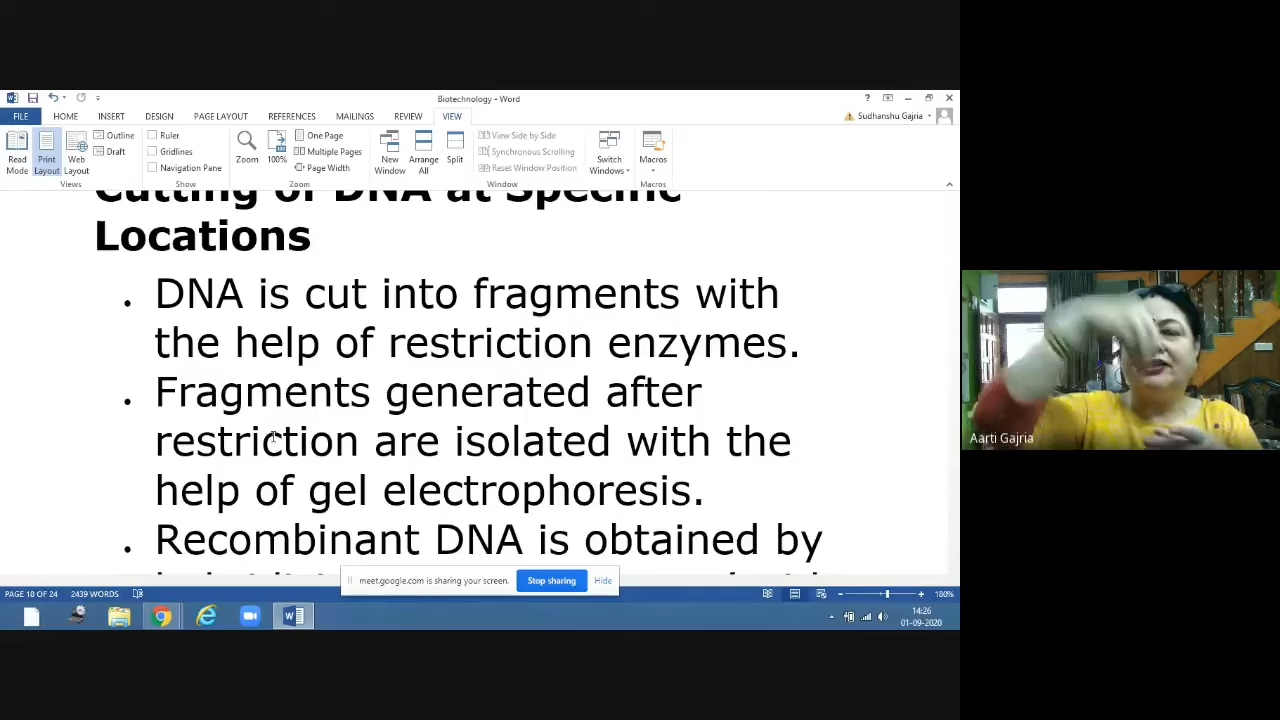 Biotechnology - Word
FILE HOME INSERT DESIGN PAGE LAYOUT REFERENCES MAILINGS REVIEW VIEW
Sudhanshu Gajria
Read Mode
Print Layout
Web Layout
Outline
Draft
Views
Ruler
Gridlines
Navigation Pane
Show
Zoom
100%
One Page
Multiple Pages
Page Width
Zoom
New Window
Arrange All
Split
View Side by Side
Synchronous Scrolling
Reset Window Position
Window
Switch Windows
Macros
Macros
Cutting of DNA at Specific
Locations
• DNA is cut into fragments with
the help of restriction enzymes.
• Fragments generated after
restriction are isolated with the
help of gel electrophoresis.
• Recombinant DNA is obtained by
meet.google.com is sharing your screen. Stop sharing Hide
PAGE 18 OF 24 2439 WORDS
180%
14:26
01-09-2020
Aarti Gajria